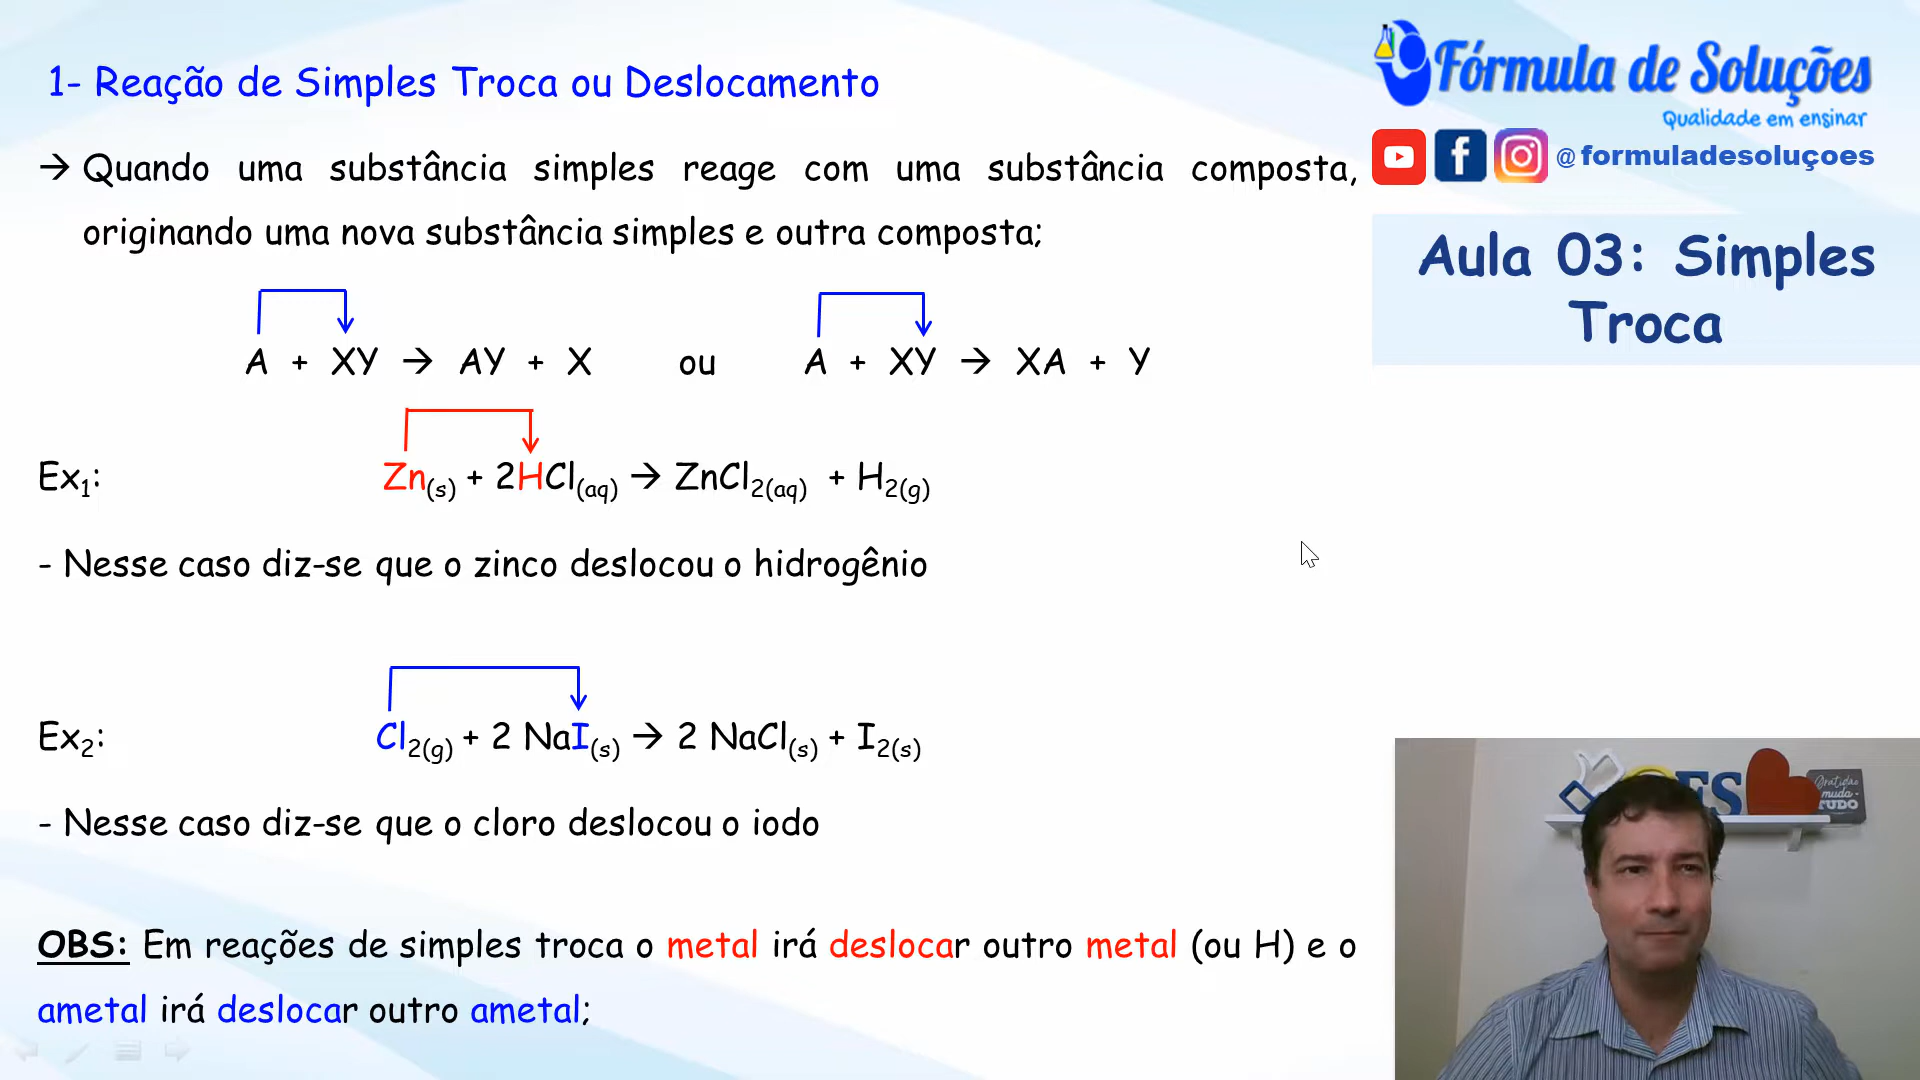 1- Reação de Simples Troca ou Deslocamento
→ Quando uma substância simples reage com uma substância composta,
originando uma nova substância simples e outra composta;
A + XY → AY + X ou A + XY → XA + Y
Ex₁: Zn₍s₎ + 2HCl₍aq₎ → ZnCl₂₍aq₎ + H₂₍g₎
- Nesse caso diz-se que o zinco deslocou o hidrogênio
Ex₂: Cl₂₍g₎ + 2 NaI₍s₎ → 2 NaCl₍s₎ + I₂₍s₎
- Nesse caso diz-se que o cloro deslocou o iodo
OBS: Em reações de simples troca o metal irá deslocar outro metal (ou H) e o
ametal irá deslocar outro ametal;
Fórmula de Soluções
Qualidade em ensinar
@formuladesoluçoes
Aula 03: Simples
Troca
ES
Gratidão
muda
TUDO